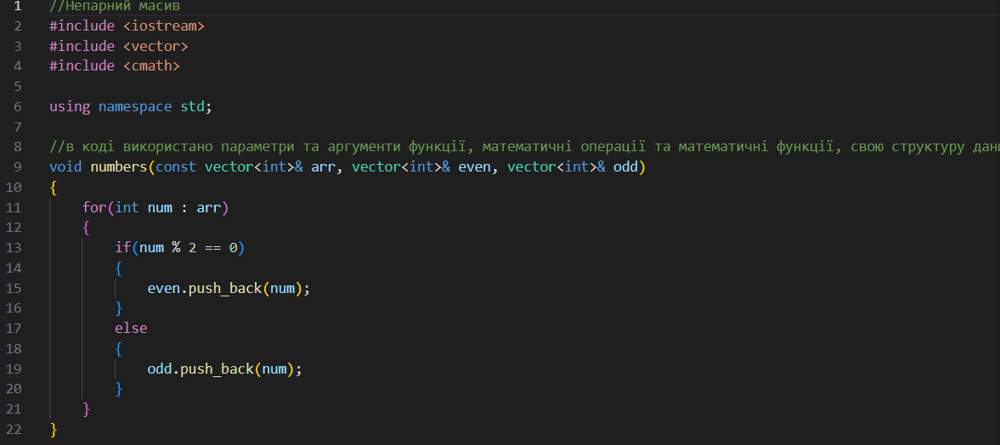 1 //Непарний масив
2 #include <iostream>
3 #include <vector>
4 #include <cmath>
5
6 using namespace std;
7
8 //в коді використано параметри та аргументи функції, математичні операції та математичні функції, свою структуру
9 void numbers(const vector<int>& arr, vector<int>& even, vector<int>& odd)
10 {
11 for(int num : arr)
12 {
13 if(num % 2 == 0)
14 {
15 even.push_back(num);
16 }
17 else
18 {
19 odd.push_back(num);
20 }
21 }
22 }